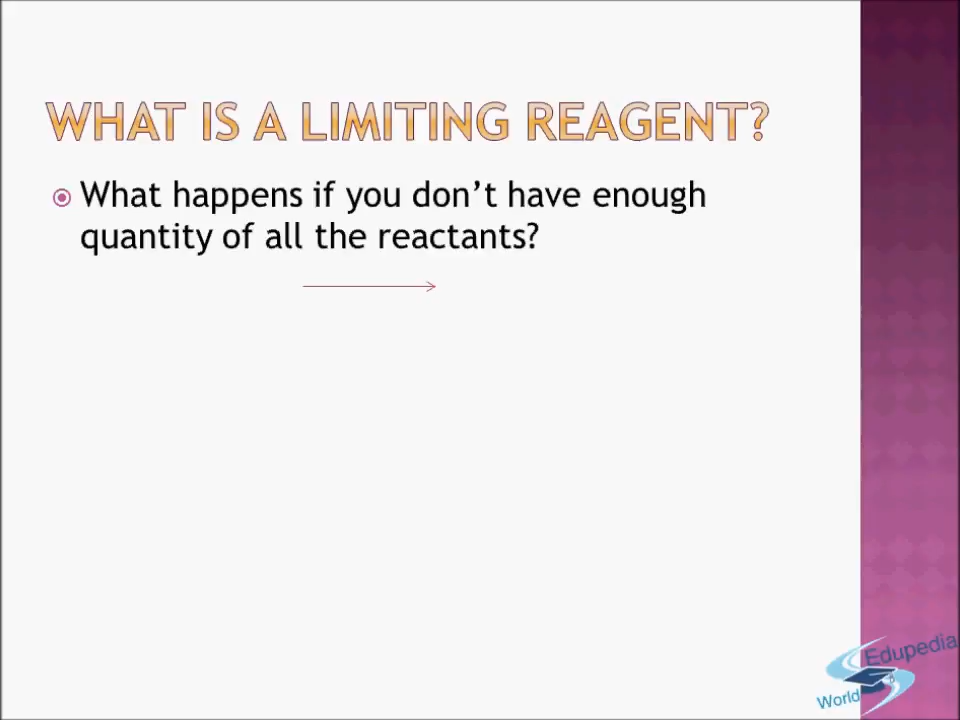 WHAT IS A LIMITING REAGENT?
What happens if you don’t have enough
quantity of all the reactants?
Edupedia
World